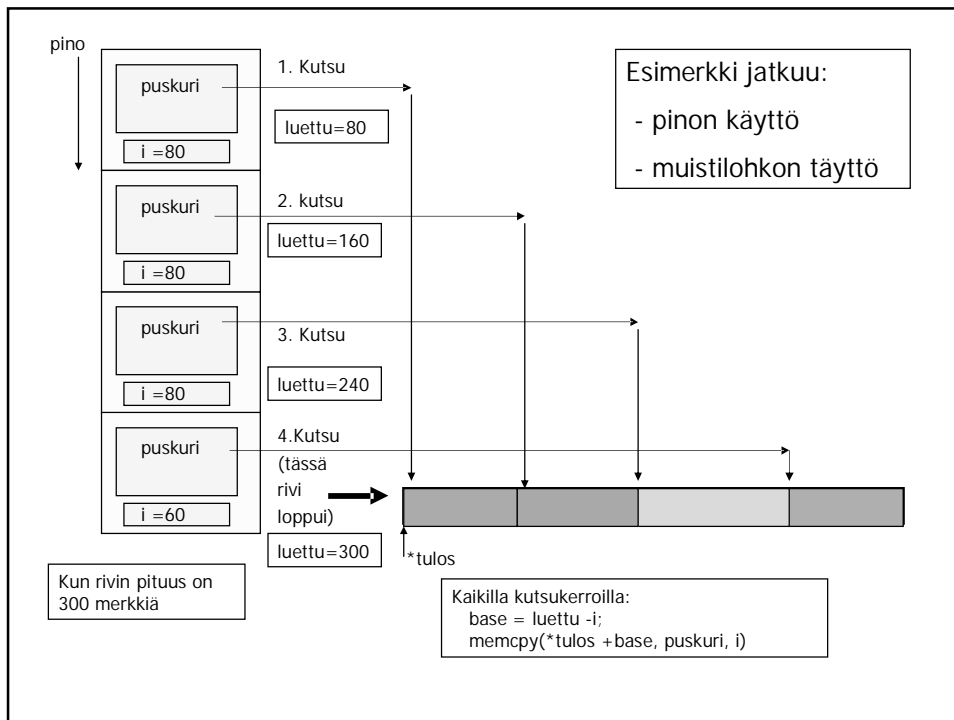 pino
puskuri
i =80
1. Kutsu
luettu=80
Esimerkki jatkuu:
- pinon käyttö
- muistilohkon täyttö
puskuri
i =80
2. kutsu
luettu=160
puskuri
i =80
3. Kutsu
luettu=240
puskuri
i=60
4.Kutsu
(tässä
rivi
loppui)
luettu=300
*tulos
Kun rivin pituus on
300 merkkiä
Kaikilla kutsukerroilla:
base = luettu -i;
memcpy(*tulos +base, puskuri, i)